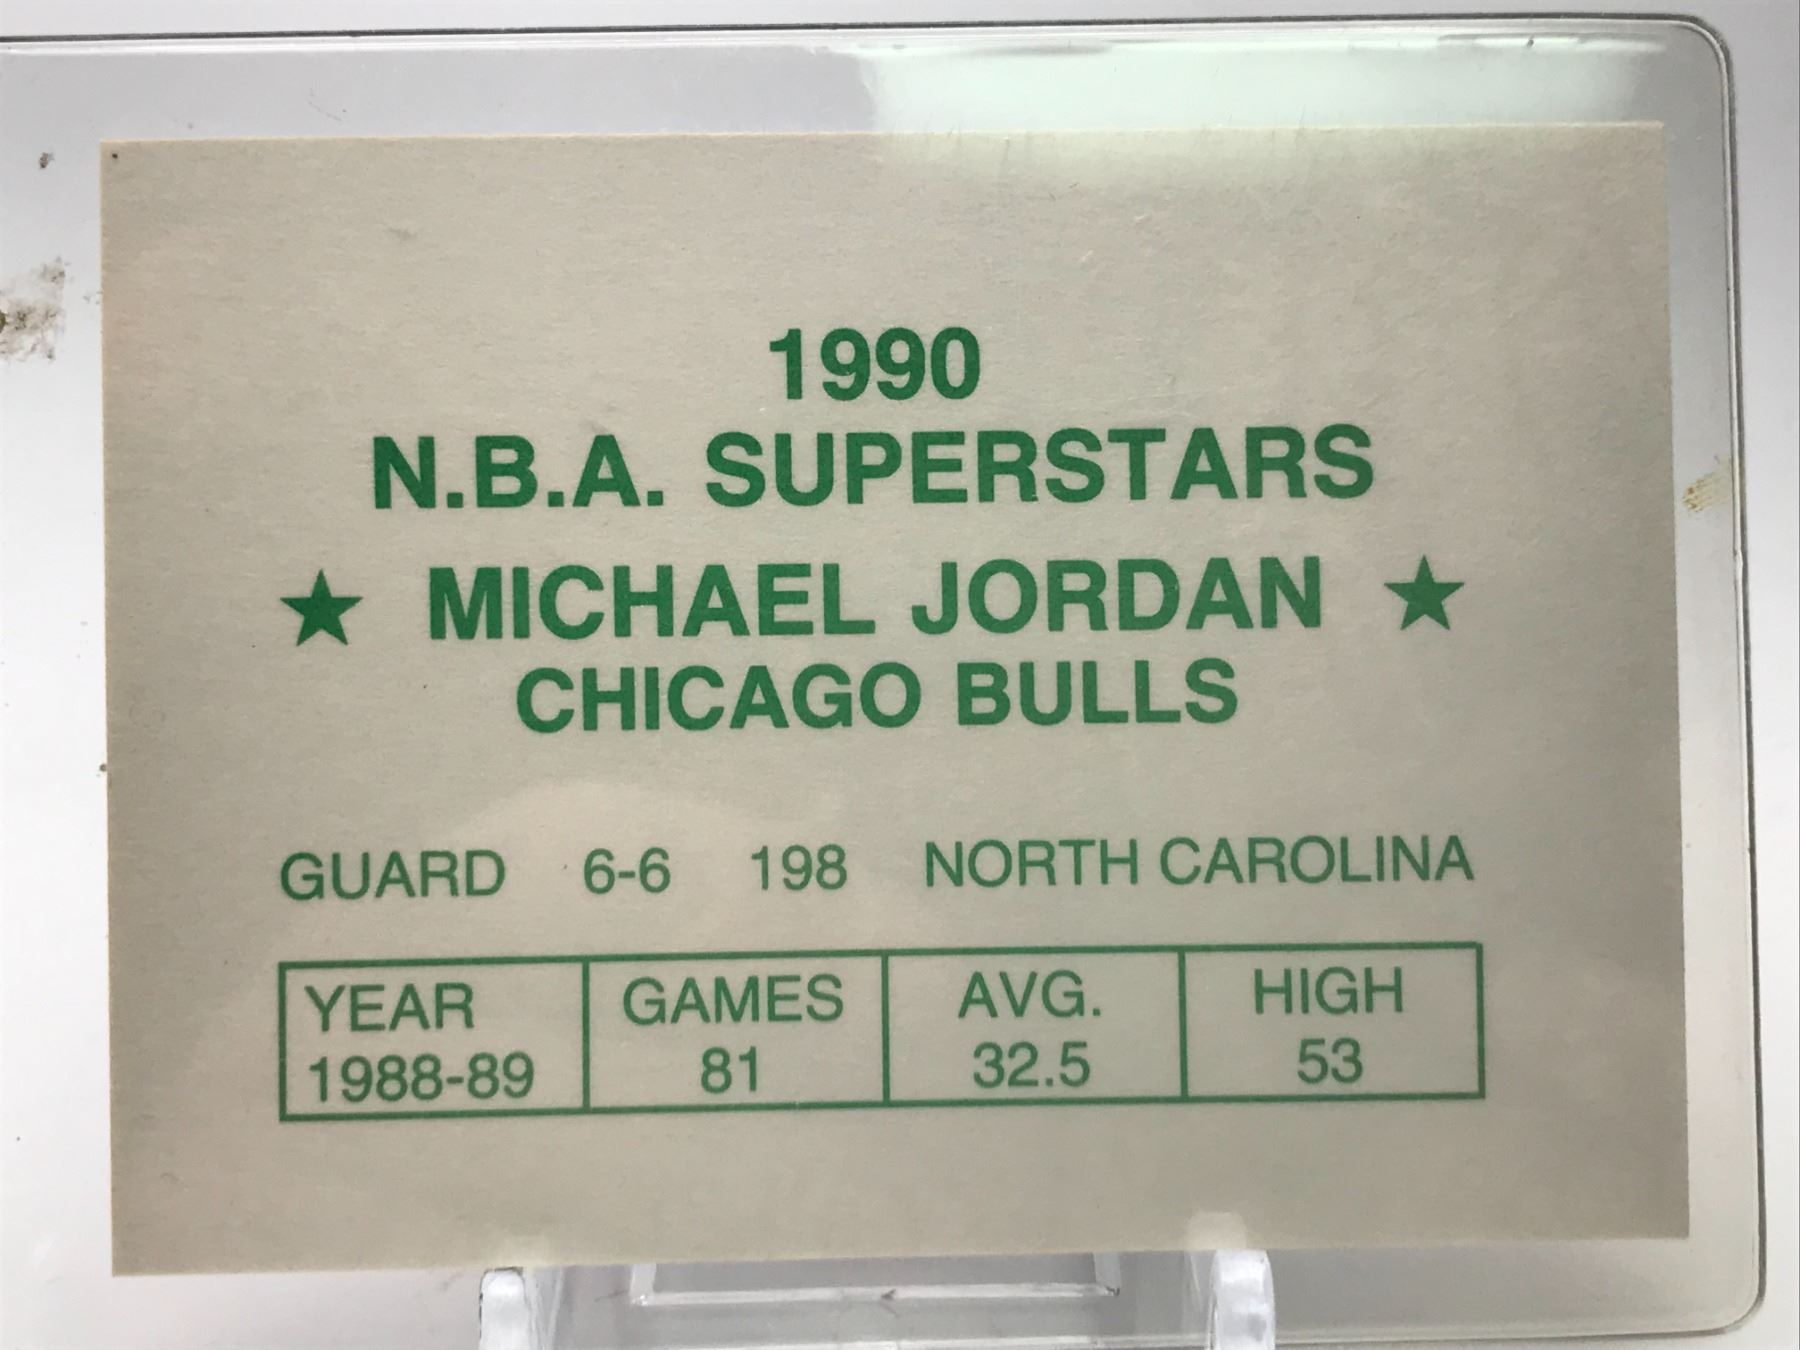 1990
N.B.A. SUPERSTARS
★ MICHAEL JORDAN ★
CHICAGO BULLS
GUARD 6-6 198 NORTH CAROLINA
YEAR GAMES AVG. HIGH
1988-89 81 32.5 53